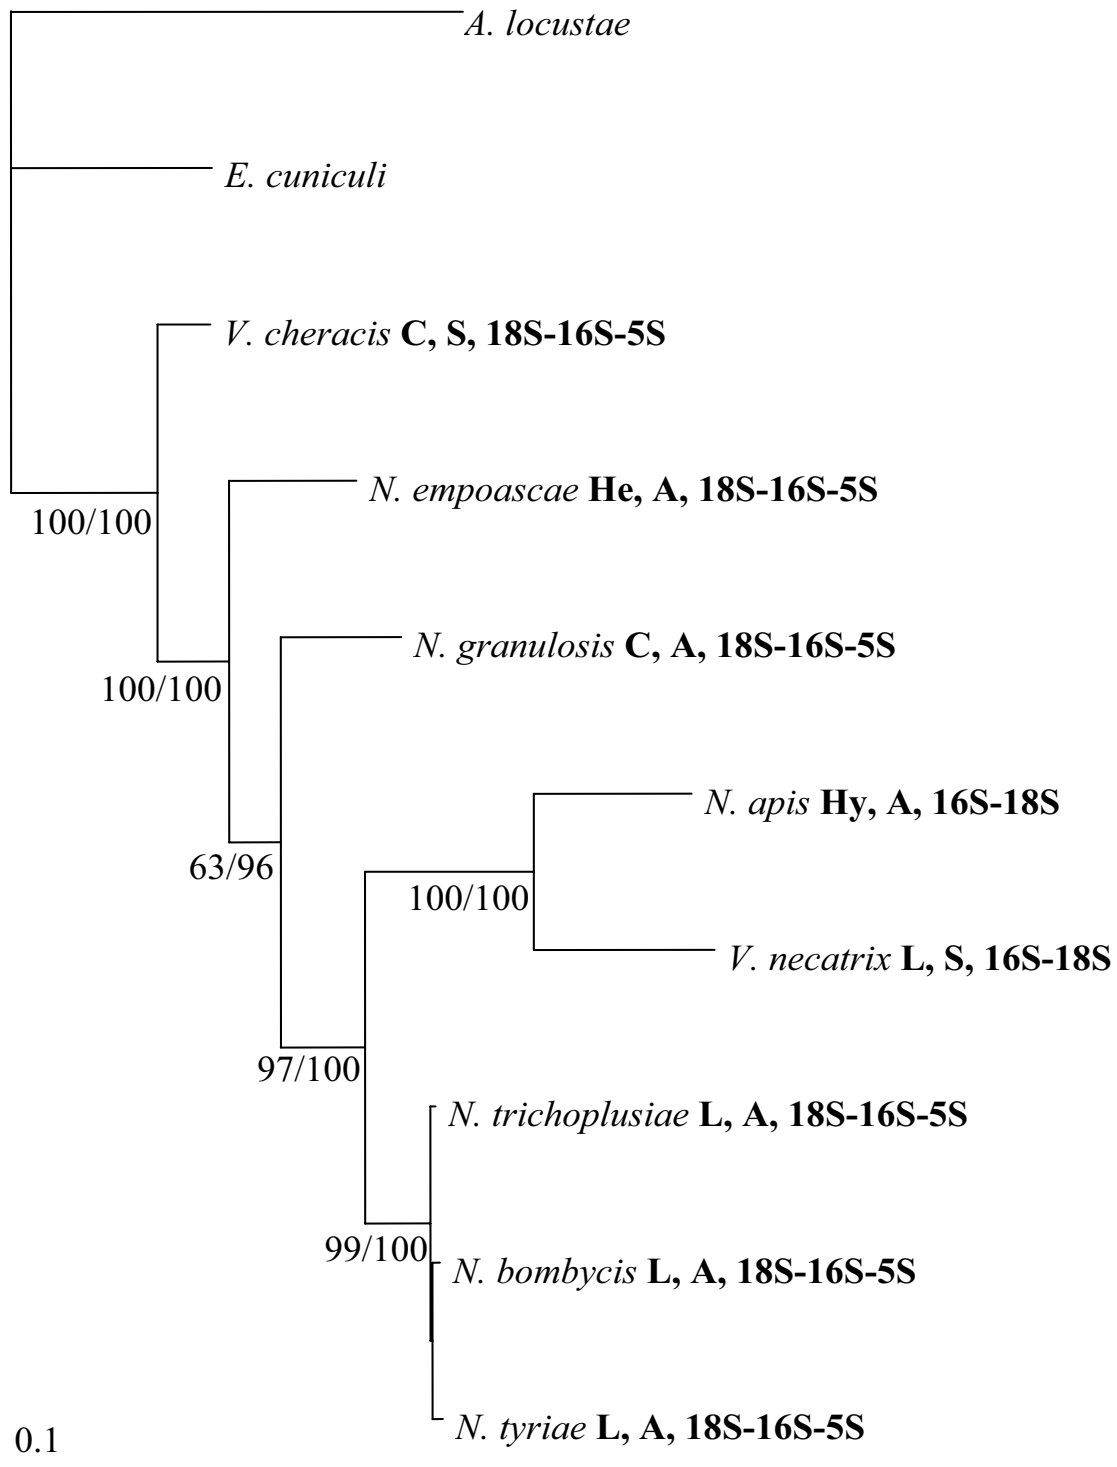 A. locustae
E. cuniculi
V. cheracis C, S, 18S-16S-5S
N. empoascae He, A, 18S-16S-5S
100/100
N. granulosis C, A, 18S-16S-5S
100/100
N. apis Hy, A, 16S-18S
63/96
100/100
V. necatrix L, S, 16S-18S
97/100
N. trichoplusiae L, A, 18S-16S-5S
99/100
N. bombycis L, A, 18S-16S-5S
N. tyriae L, A, 18S-16S-5S
0.1